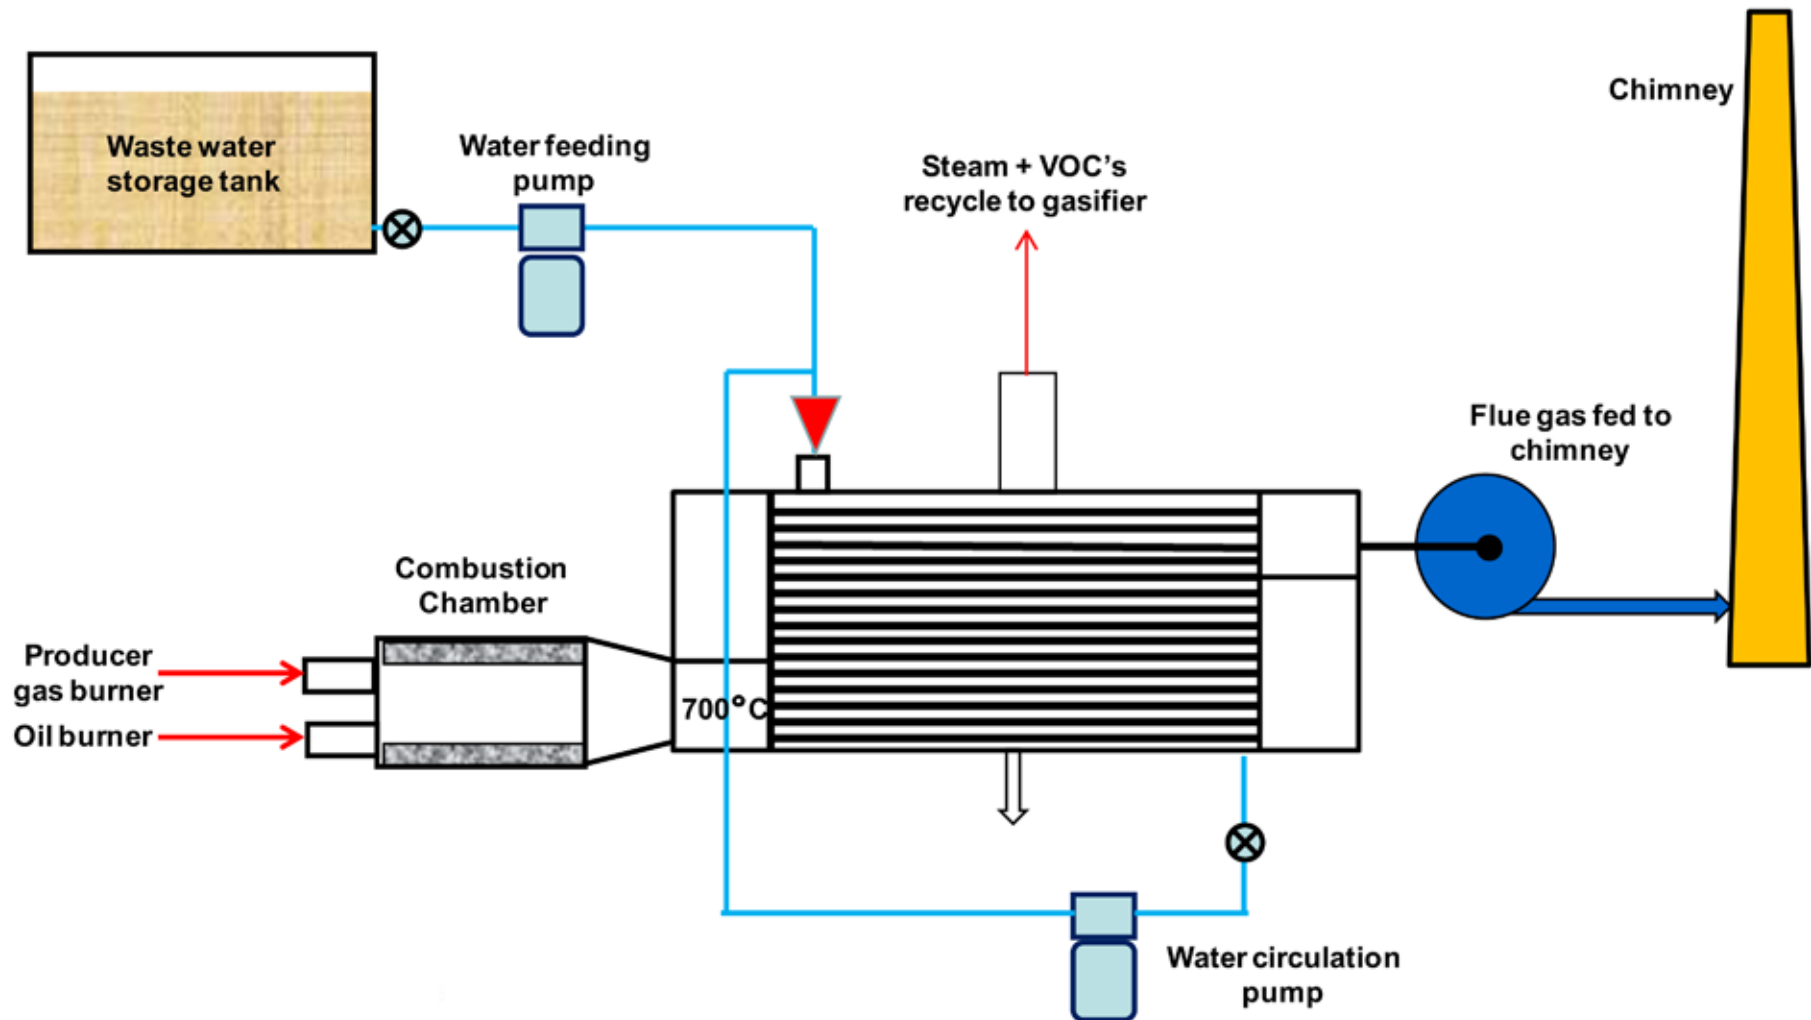 Chimney
Waste water
storage tank
Water feeding
pump
Steam + VOC's
recycle to gasifier
Flue gas fed to
chimney
Combustion
Chamber
Producer
gas burner
Oil burner
700°C
Water circulation
pump